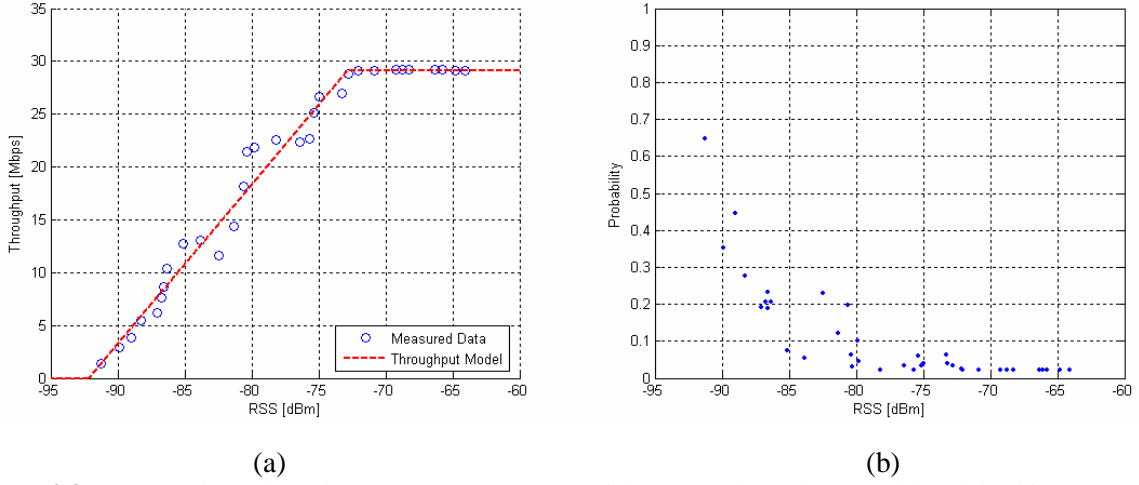 35
30
25
20
15
10
5
0
Throughput [Mbps]
-95 -90 -85 -80 -75 -70 -65 -60
RSS [dBm]
Measured Data
Throughput Model
(a)
1
0.9
0.8
0.7
0.6
0.5
0.4
0.3
0.2
0.1
0
Probability
-95 -90 -85 -80 -75 -70 -65 -60
RSS [dBm]
(b)